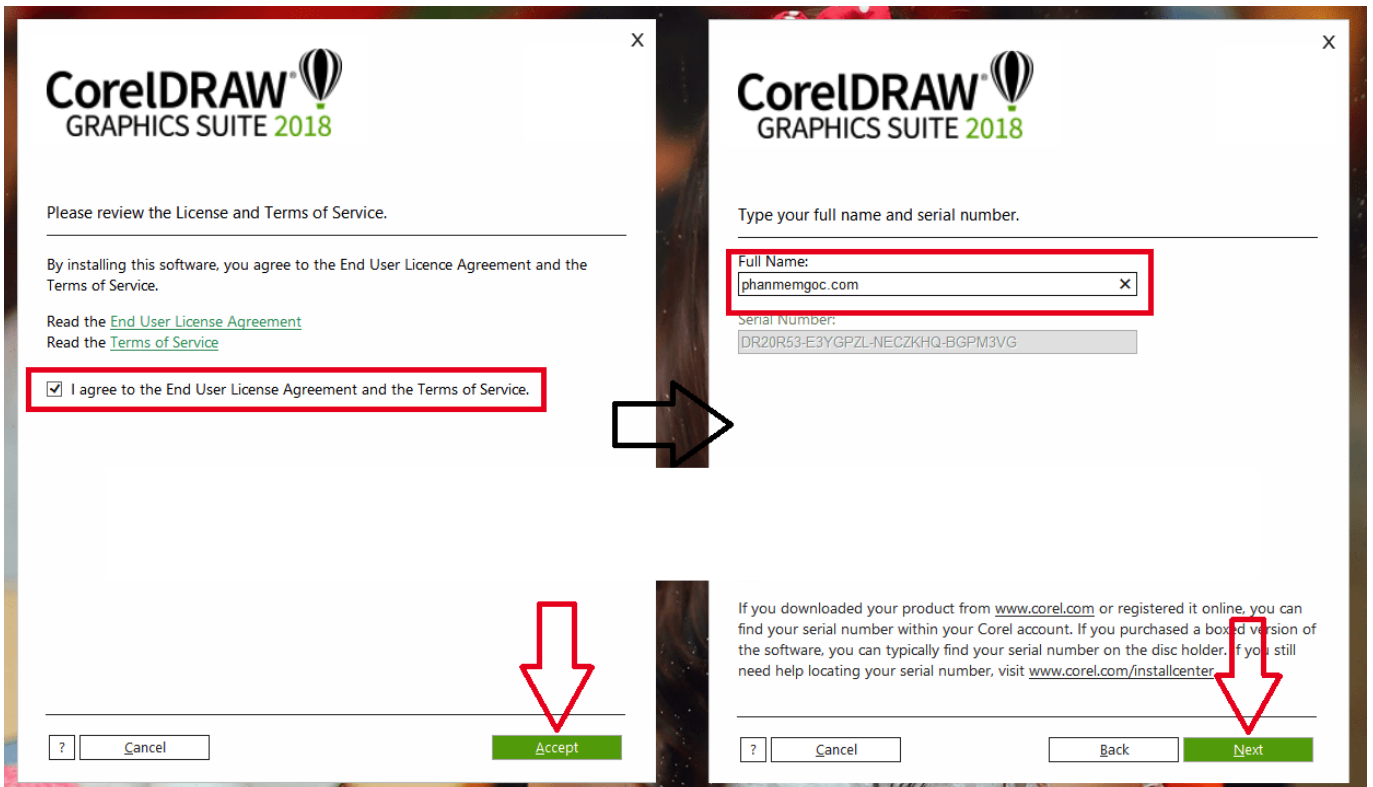 X
CorelDRAW®
GRAPHICS SUITE 2018
Please review the License and Terms of Service.
By installing this software, you agree to the End User Licence Agreement and the
Terms of Service.
Read the End User License Agreement
Read the Terms of Service
I agree to the End User License Agreement and the Terms of Service.
?
Cancel
Accept
X
CorelDRAW®
GRAPHICS SUITE 2018
Type your full name and serial number.
Full Name:
phanmemgoc.com
Serial Number:
DR20R53-E3YGPZL-NECZKHQ-BGPM3VG
If you downloaded your product from www.corel.com or registered it online, you can
find your serial number within your Corel account. If you purchased a boxed version of
the software, you can typically find your serial number on the disc holder. If you still
need help locating your serial number, visit www.corel.com/installcenter
?
Cancel
Back
Next